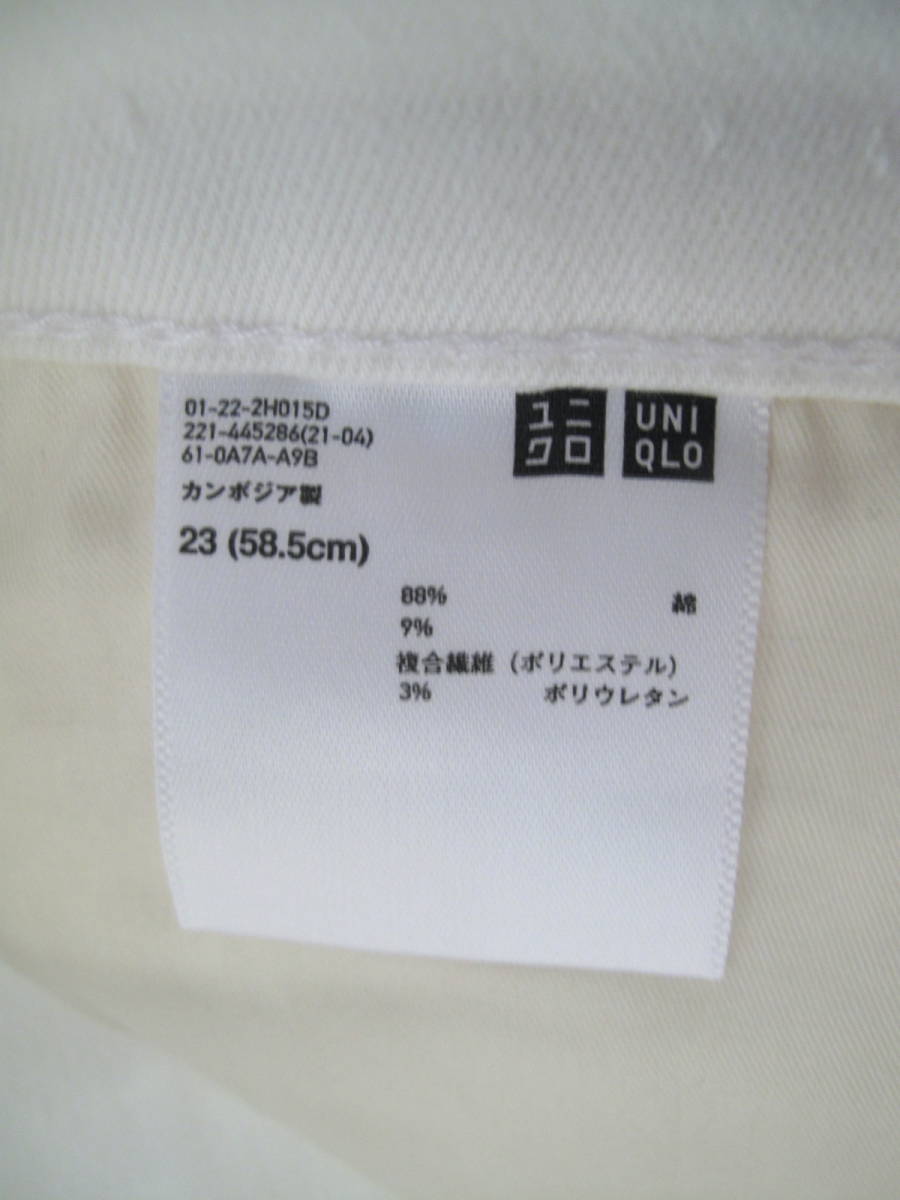 01-22-2H015D
221-445286(21-04)
61-0A7A-A9B
カンボジア製
23 (58.5cm)
ユニ
クロ
UNI
QLO
88% 綿
9%
複合繊維 (ポリエステル)
3% ポリウレタン